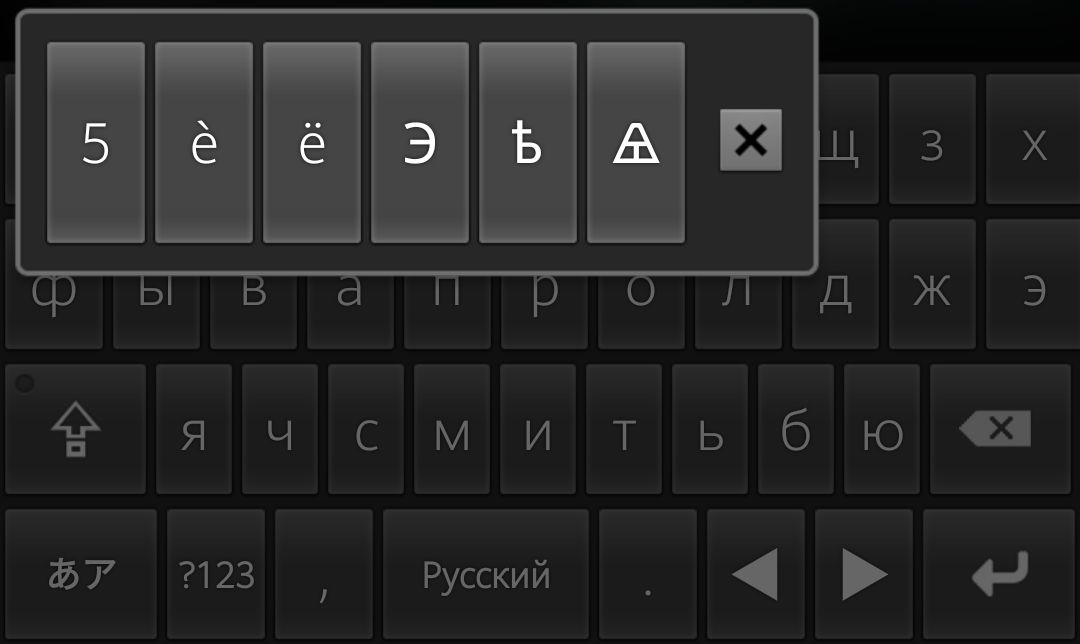 5 ѐ ё Э ѣ Ѧ
щ з х
ф ы в а п р о л д ж э
я ч с м и т ь б ю
あア ?123 , Русский .